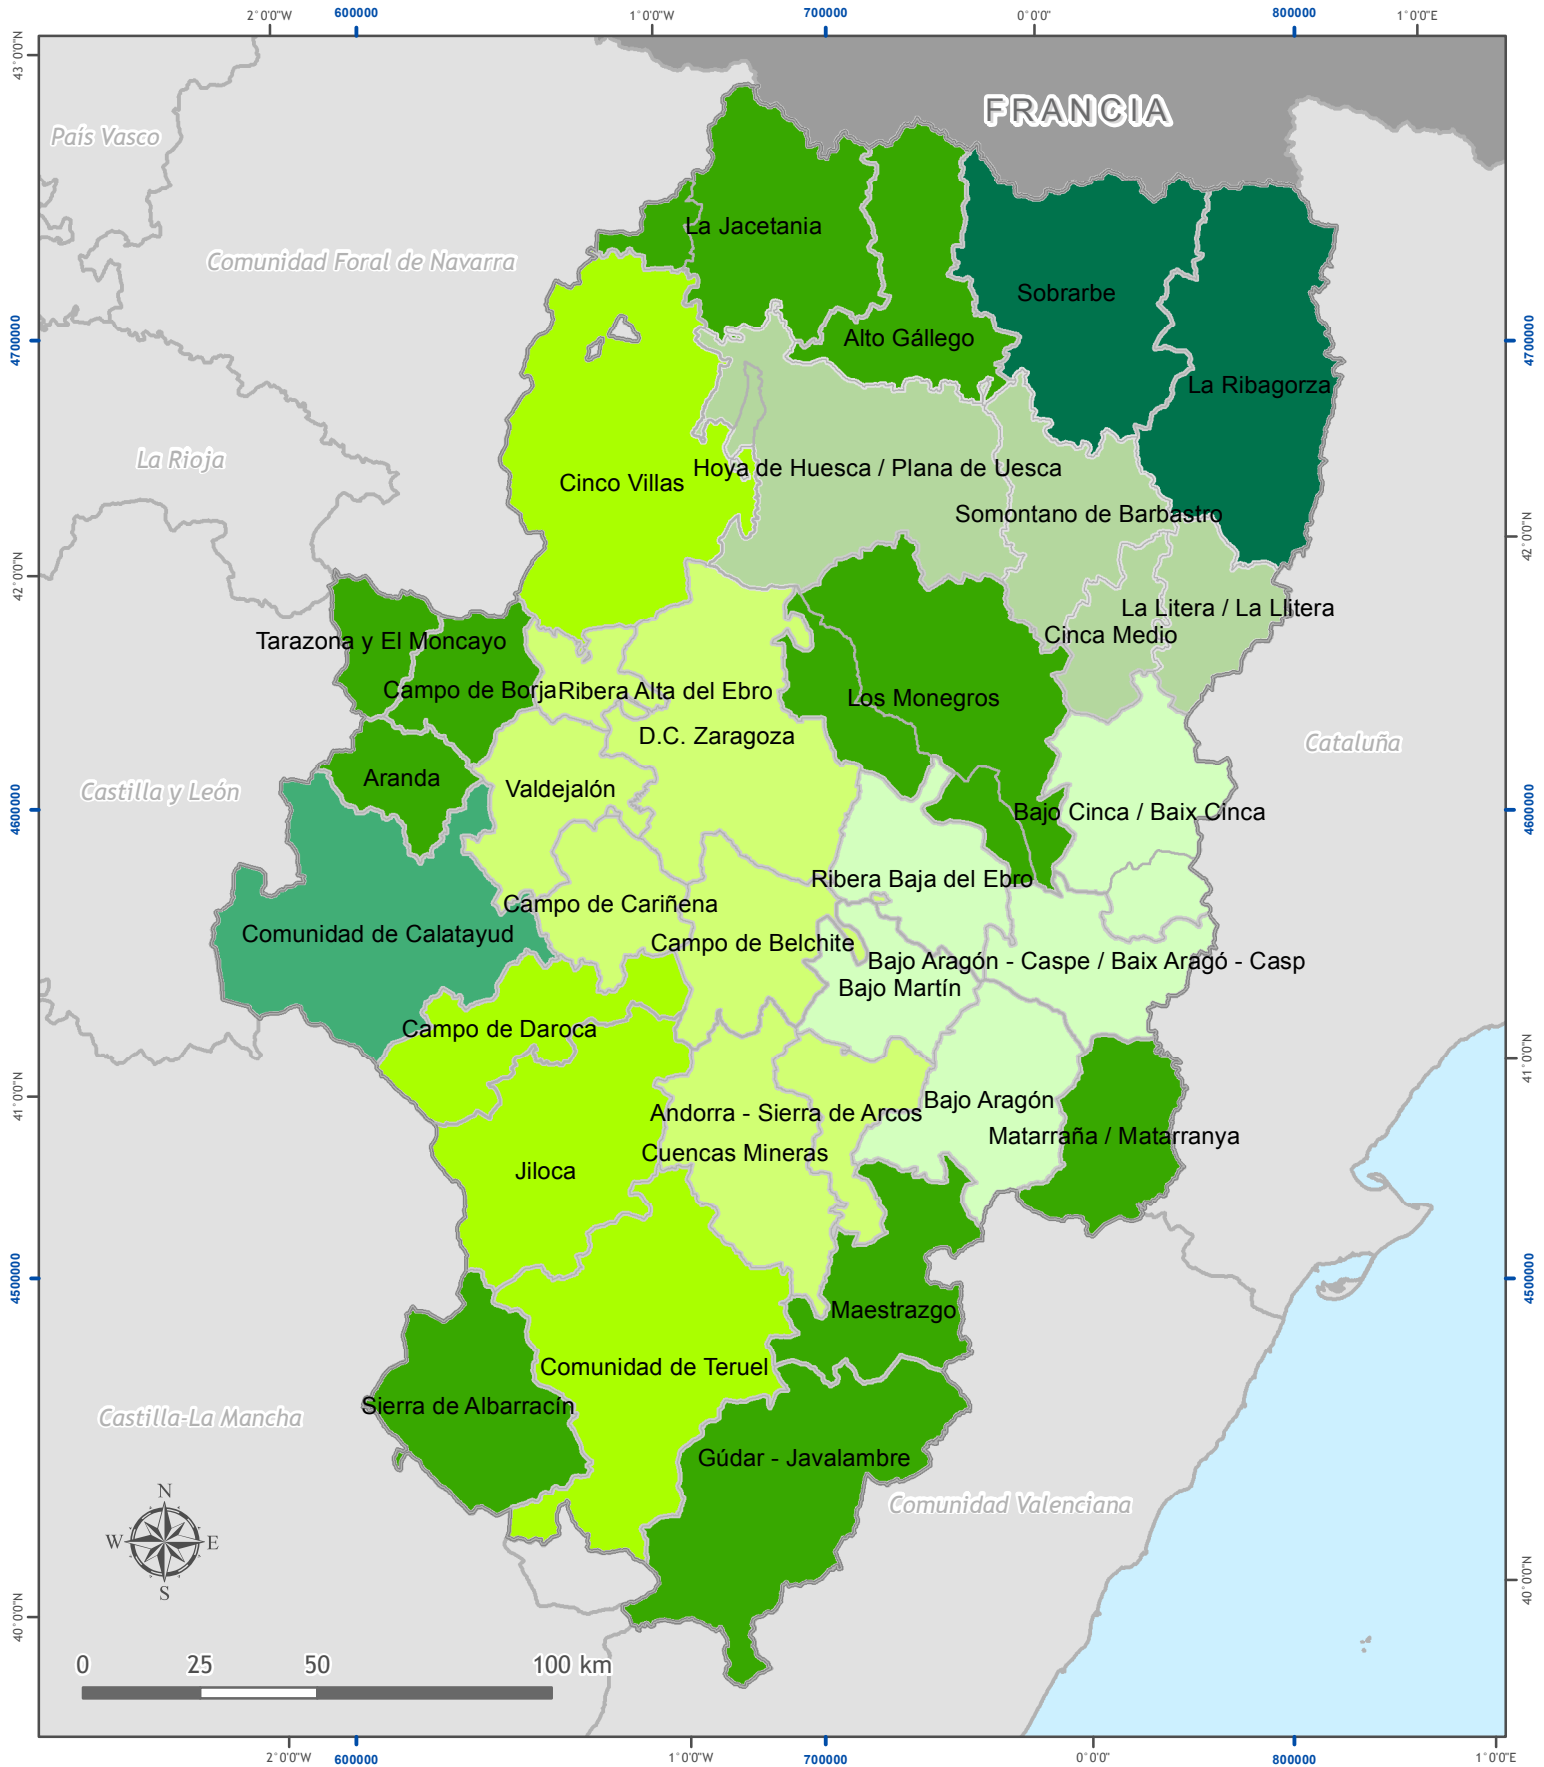 2°0'0"W
600000
1°0'0"W
700000
0°0'0"
800000
1°0'0"E
43°0'0"N
FRANCIA
País Vasco
La Jacetania
Comunidad Foral de Navarra
Sobrarbe
4700000
4700000
Alto Gállego
La Ribagorza
La Rioja
Hoya de Huesca / Plana de Uesca
Cinco Villas
Somontano de Barbastro
42°0'0"N
42°0'0"N
La Litera / La Llitera
Cinca Medio
Tarazona y El Moncayo
Campo de Borja
Ribera Alta del Ebro
Los Monegros
D.C. Zaragoza
Cataluña
Aranda
Valdejalón
Castilla y León
4600000
4600000
Bajo Cinca / Baix Cinca
Ribera Baja del Ebro
Campo de Cariñena
Comunidad de Calatayud
Campo de Belchite
Bajo Aragón - Caspe / Baix Aragó - Casp
Bajo Martín
Campo de Daroca
41°0'0"N
41°0'0"N
Bajo Aragón
Andorra - Sierra de Arcos
Matarraña / Matarranya
Cuencas Mineras
Jiloca
4500000
4500000
Maestrazgo
Comunidad de Teruel
Sierra de Albarracín
Castilla-La Mancha
Gúdar - Javalambre
Comunidad Valenciana
N
W
E
S
40°0'0"N
40°0'0"N
0 25 50 100 km
2°0'0"W
600000
1°0'0"W
700000
0°0'0"
800000
1°0'0"E